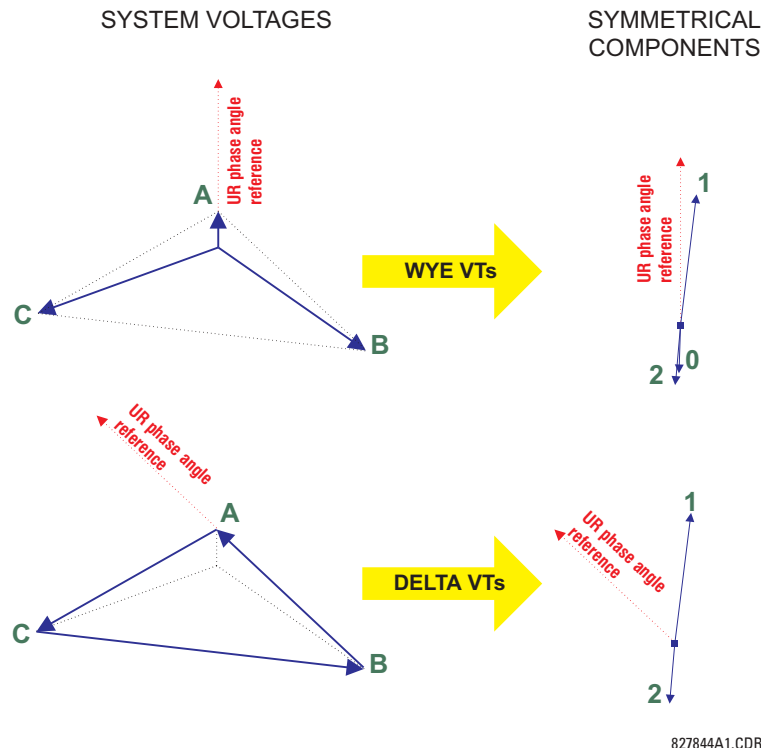 SYSTEM VOLTAGES
SYMMETRICAL
COMPONENTS
UR phase angle
reference
A
C
B
WYE VTs
UR phase angle
reference
1
2
0
UR phase angle
reference
A
C
B
DELTA VTs
UR phase angle
reference
1
2
827844A1.CDR